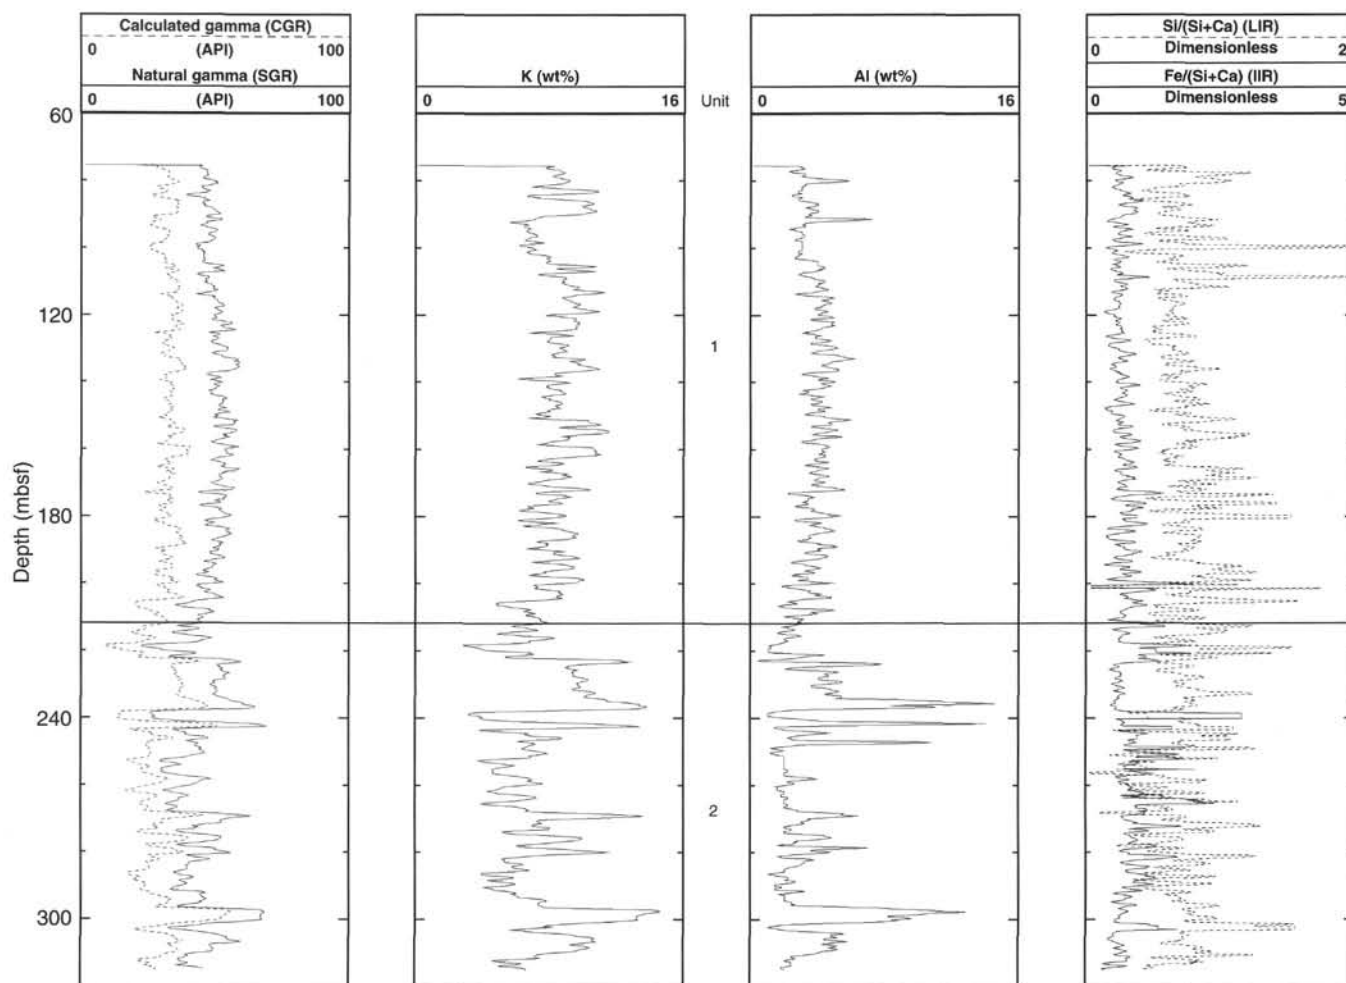 Calculated gamma (CGR)
0 (API) 100
Natural gamma (SGR)
0 (API) 100
K (wt%)
0 16
Unit
Al (wt%)
0 16
Si/(Si+Ca) (LIR)
0 Dimensionless 2
Fe/(Si+Ca) (IIR)
0 Dimensionless 5
60
120
1
180
Depth (mbsf)
240
2
300